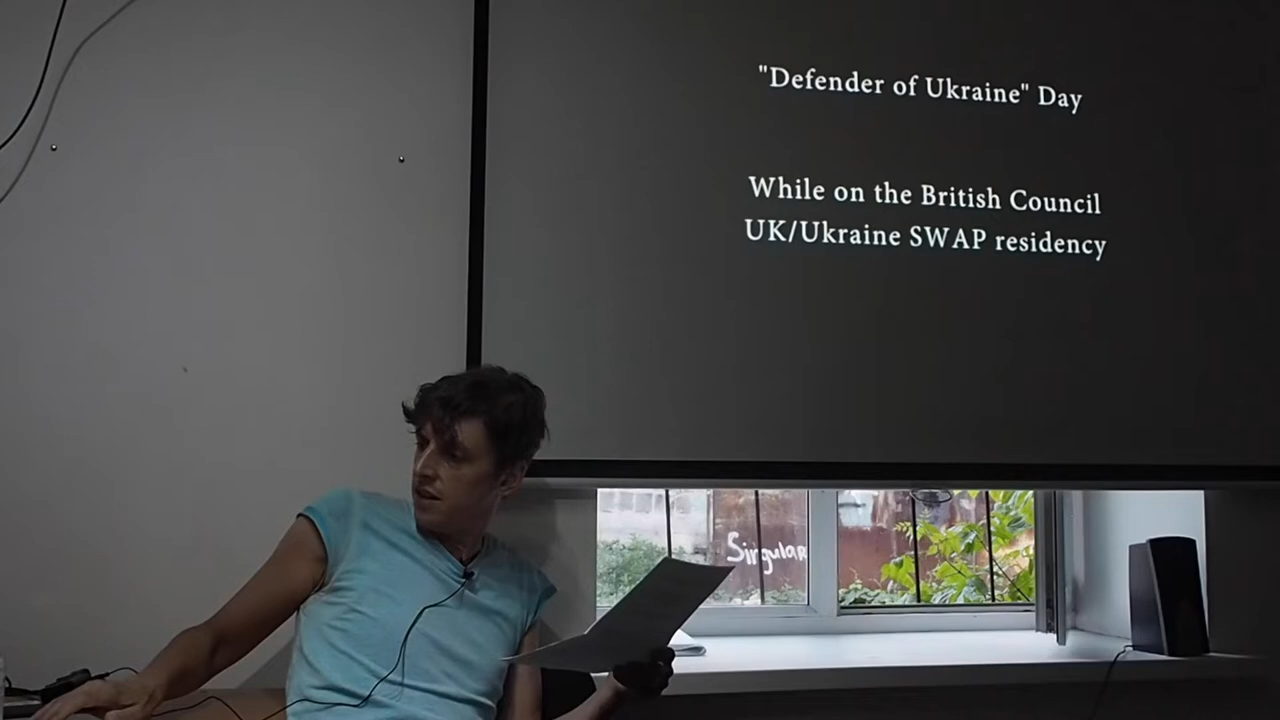 "Defender of Ukraine" Day
While on the British Council
UK/Ukraine SWAP residency
Singular